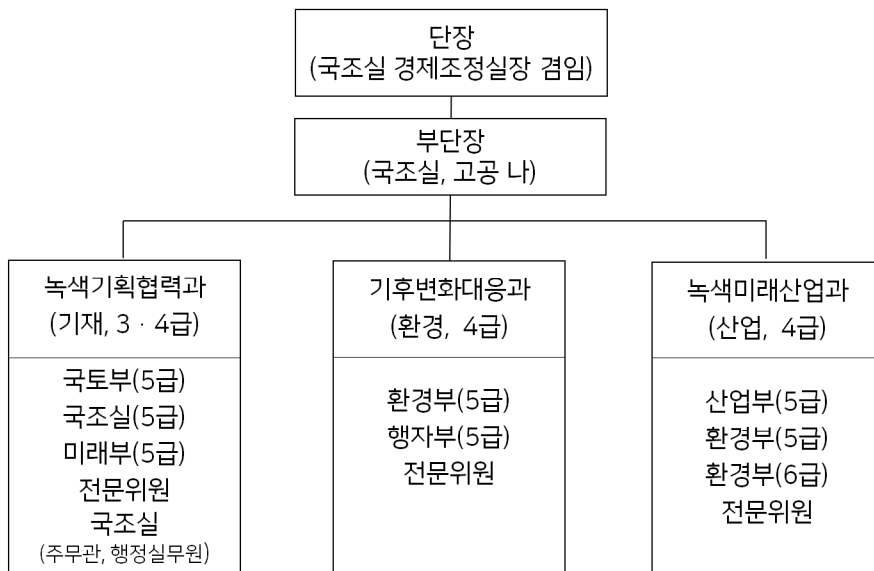 단장
(국조실 경제조정실장 겸임)
부단장
(국조실, 고공 나)
녹색기획협력과
(기재, 3 · 4급)
국토부(5급)
국조실(5급)
미래부(5급)
전문위원
국조실
(주무관, 행정실무원)
기후변화대응과
(환경, 4급)
환경부(5급)
행자부(5급)
전문위원
녹색미래산업과
(산업, 4급)
산업부(5급)
환경부(5급)
환경부(6급)
전문위원